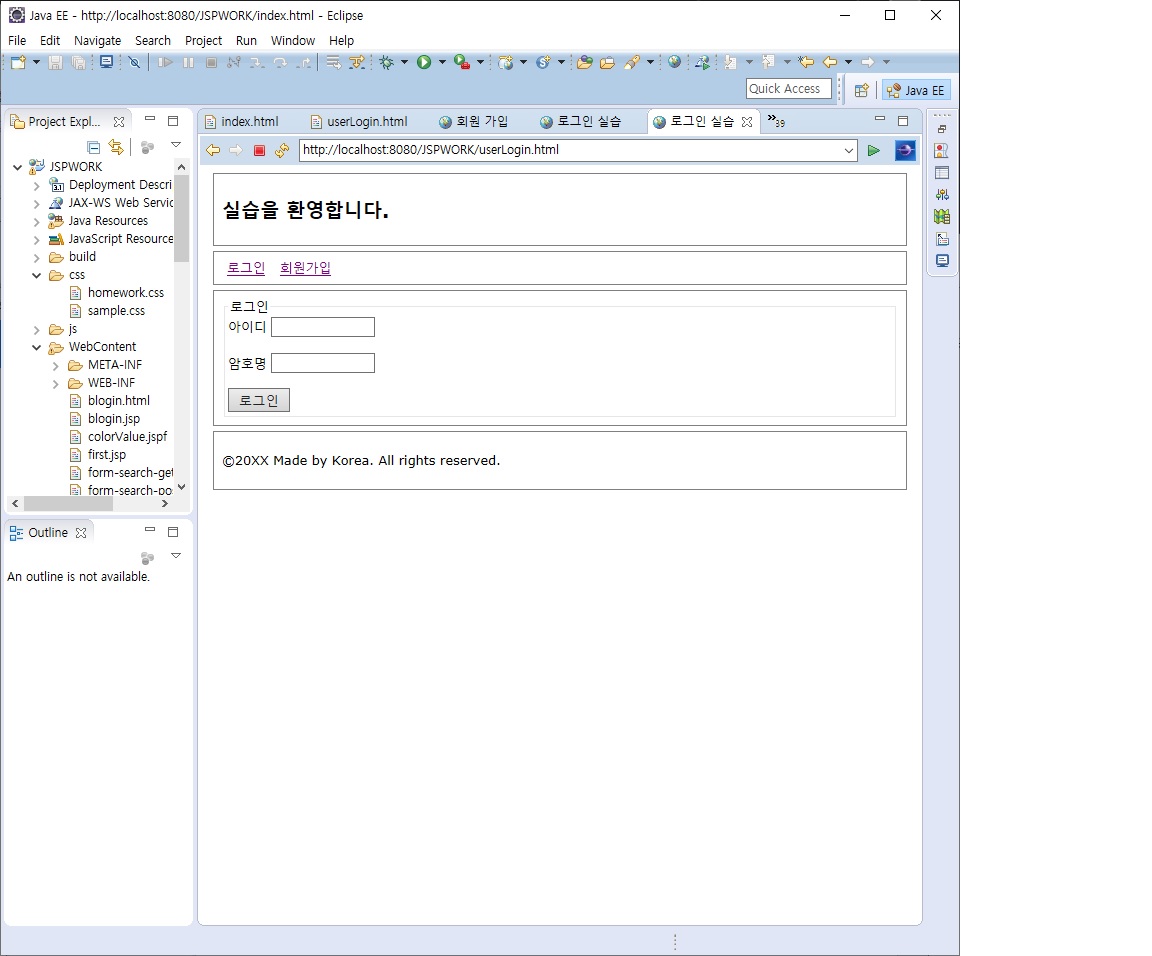 Java EE - http://localhost:8080/JSPWORK/index.html - Eclipse
File Edit Navigate Search Project Run Window Help
Quick Access
Java EE
Project Expl...
index.html
userLogin.html
회원 가입
로그인 실습
로그인 실습
39
http://localhost:8080/JSPWORK/userLogin.html
JSPWORK
Deployment Descri
JAX-WS Web Servic
Java Resources
JavaScript Resource
build
css
homework.css
sample.css
js
WebContent
META-INF
WEB-INF
blogin.html
blogin.jsp
colorValue.jspf
first.jsp
form-search-get
form-search-po
실습을 환영합니다.
로그인 회원가입
로그인
아이디
암호명
로그인
©20XX Made by Korea. All rights reserved.
Outline
An outline is not available.